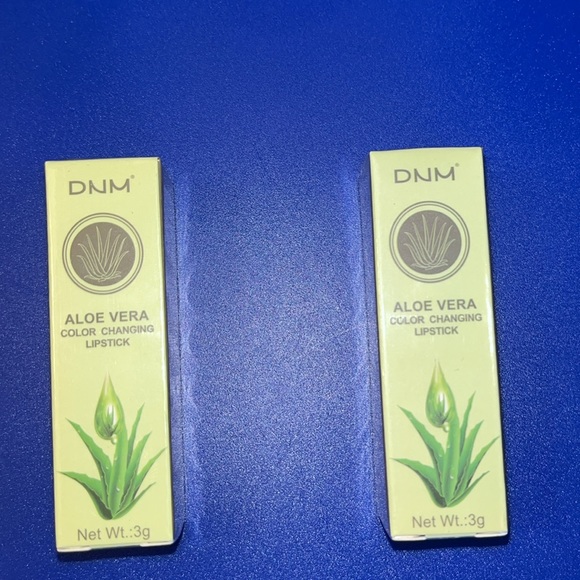 DNM®
ALOE VERA
COLOR CHANGING
LIPSTICK
Net Wt.:3g
DNM®
ALOE VERA
COLOR CHANGING
LIPSTICK
Net Wt.:3g